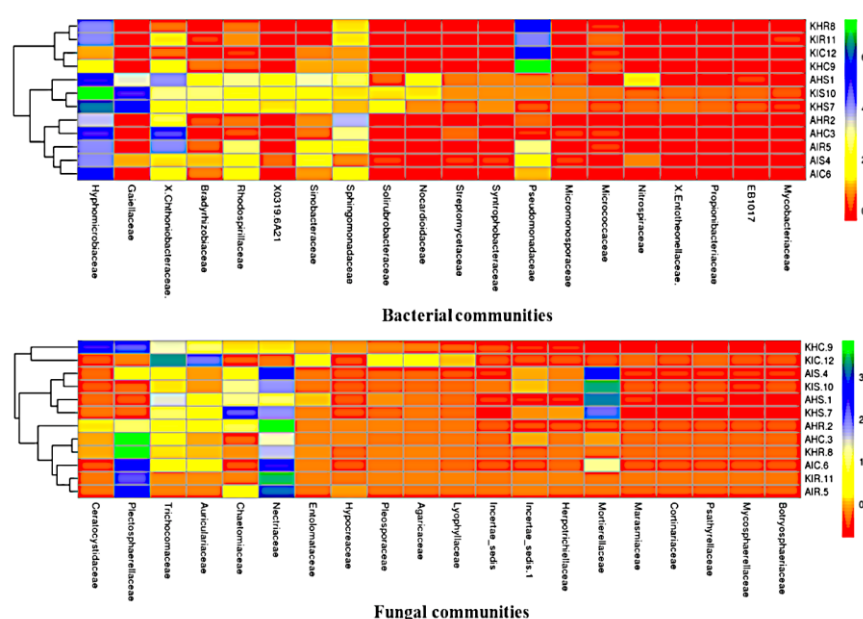 KHR8
KIR11
KIC12
KHC9
AHS1
KIS10
KHS7
AHR2
AHC3
AIR5
AIS4
AIC6
Hyphomicrobiaceae
Gaiellaceae
X.Chthoniobacteraceae.
Bradyrhizobiaceae
Rhodospirillaceae
X0319.6A21
Sinobacteraceae
Sphingomonadaceae
Solirubrobacteraceae
Nocardioidaceae
Streptomycetaceae
Syntrophobacteraceae
Pseudomonadaceae
Micromonosporaceae
Micrococcaceae
Nitrospiraceae
X.Entotheonellaceae.
Propionibacteriaceae
EB1017
Mycobacteriaceae
Bacterial communities
KHC.9
KIC.12
AIS.4
KIS.10
AHS.1
KHS.7
AHR.2
AHC.3
KHR.8
AIC.6
KIR.11
AIR.5
3
2
1
0
Ceratocystidaceae
Plectosphaerellaceae
Trichocomaceae
Auriculariaceae
Chaetomiaceae
Nectriaceae
Entolomataceae
Hypocreaceae
Pleosporaceae
Agaricaceae
Lyophyllaceae
Incertae_sedis
Incertae_sedis.1
Herpotrichiellaceae
Mortierellaceae
Marasmiaceae
Cortinariaceae
Psathyrellaceae
Mycosphaerellaceae
Botryosphaeriaceae
Fungal communities